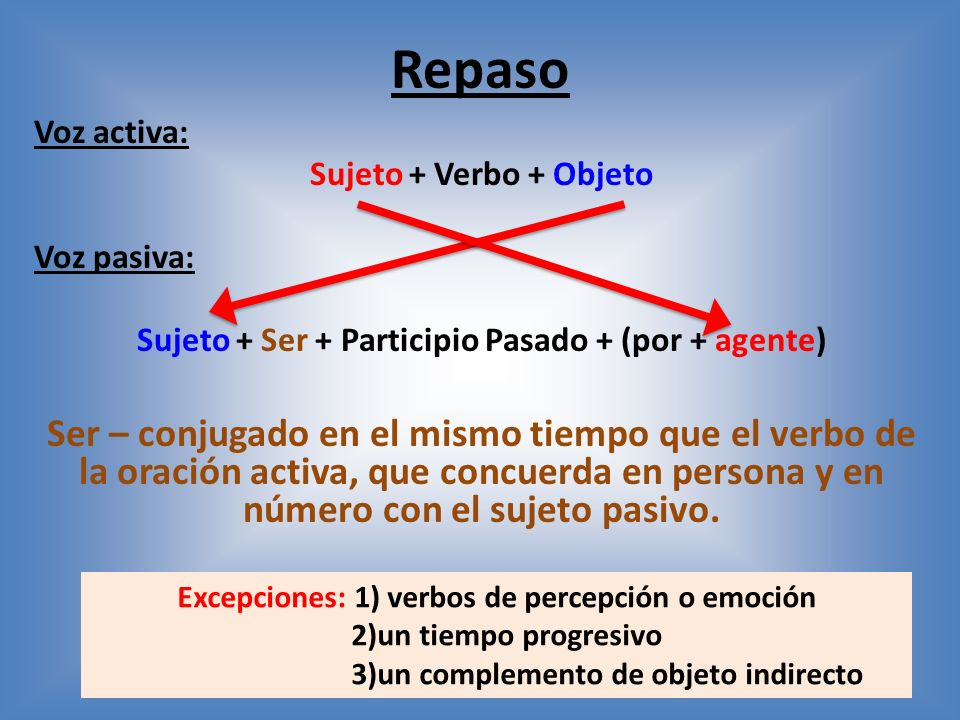 Repaso
Voz activa:
Sujeto + Verbo + Objeto
Voz pasiva:
Sujeto + Ser + Participio Pasado + (por + agente)
Ser – conjugado en el mismo tiempo que el verbo de
la oración activa, que concuerda en persona y en
número con el sujeto pasivo.
Excepciones: 1) verbos de percepción o emoción
2)un tiempo progresivo
3)un complemento de objeto indirecto